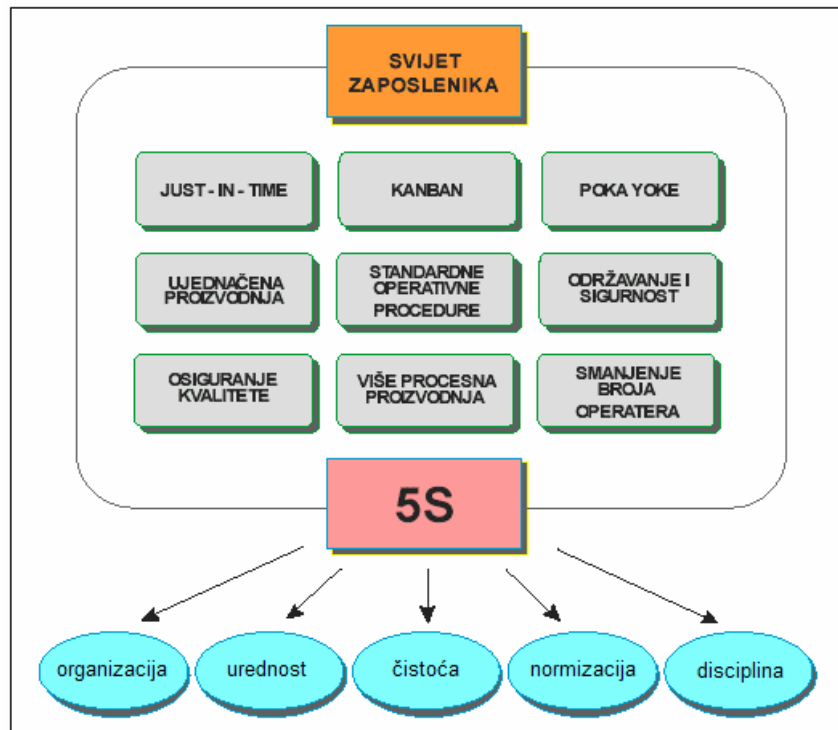 SVIJET
ZAPOSLENIKA
JUST - IN - TIME
KANBAN
POKA YOKE
UJEDNAČENA
PROIZVODNJA
STANDARDNE
OPERATIVNE
PROCEDURE
ODRŽAVANJE I
SIGURNOST
OSIGURANJE
KVALITETE
VIŠE PROCESNA
PROIZVODNJA
SMANJENJE
BROJA
OPERATERA
5S
organizacija
urednost
čistoća
normizacija
disciplina